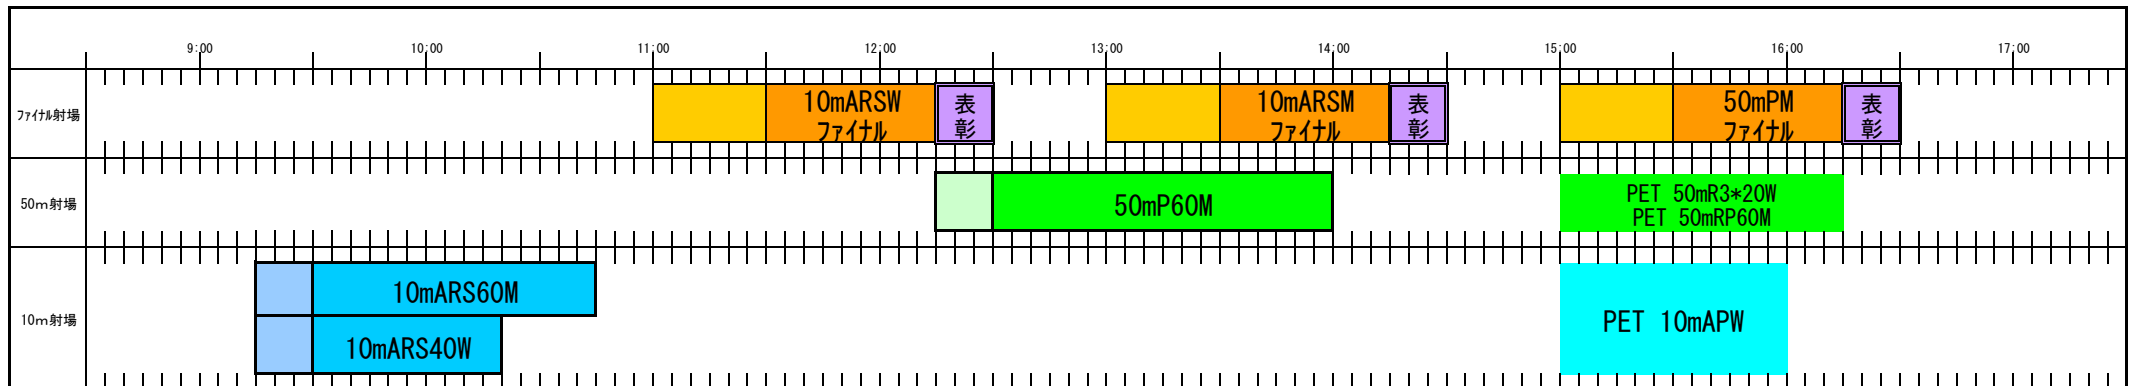 9:00 10:00 11:00 12:00 13:00 14:00 15:00 16:00 17:00
ファイナル射場
10mARSW
ファイナル
表
彰
10mARSM
ファイナル
表
彰
50mPM
ファイナル
表
彰
50m射場
50mP60M
PET 50mR3*20W
PET 50mRP60M
10m射場
10mARS60M
10mARS40W
PET 10mAPW